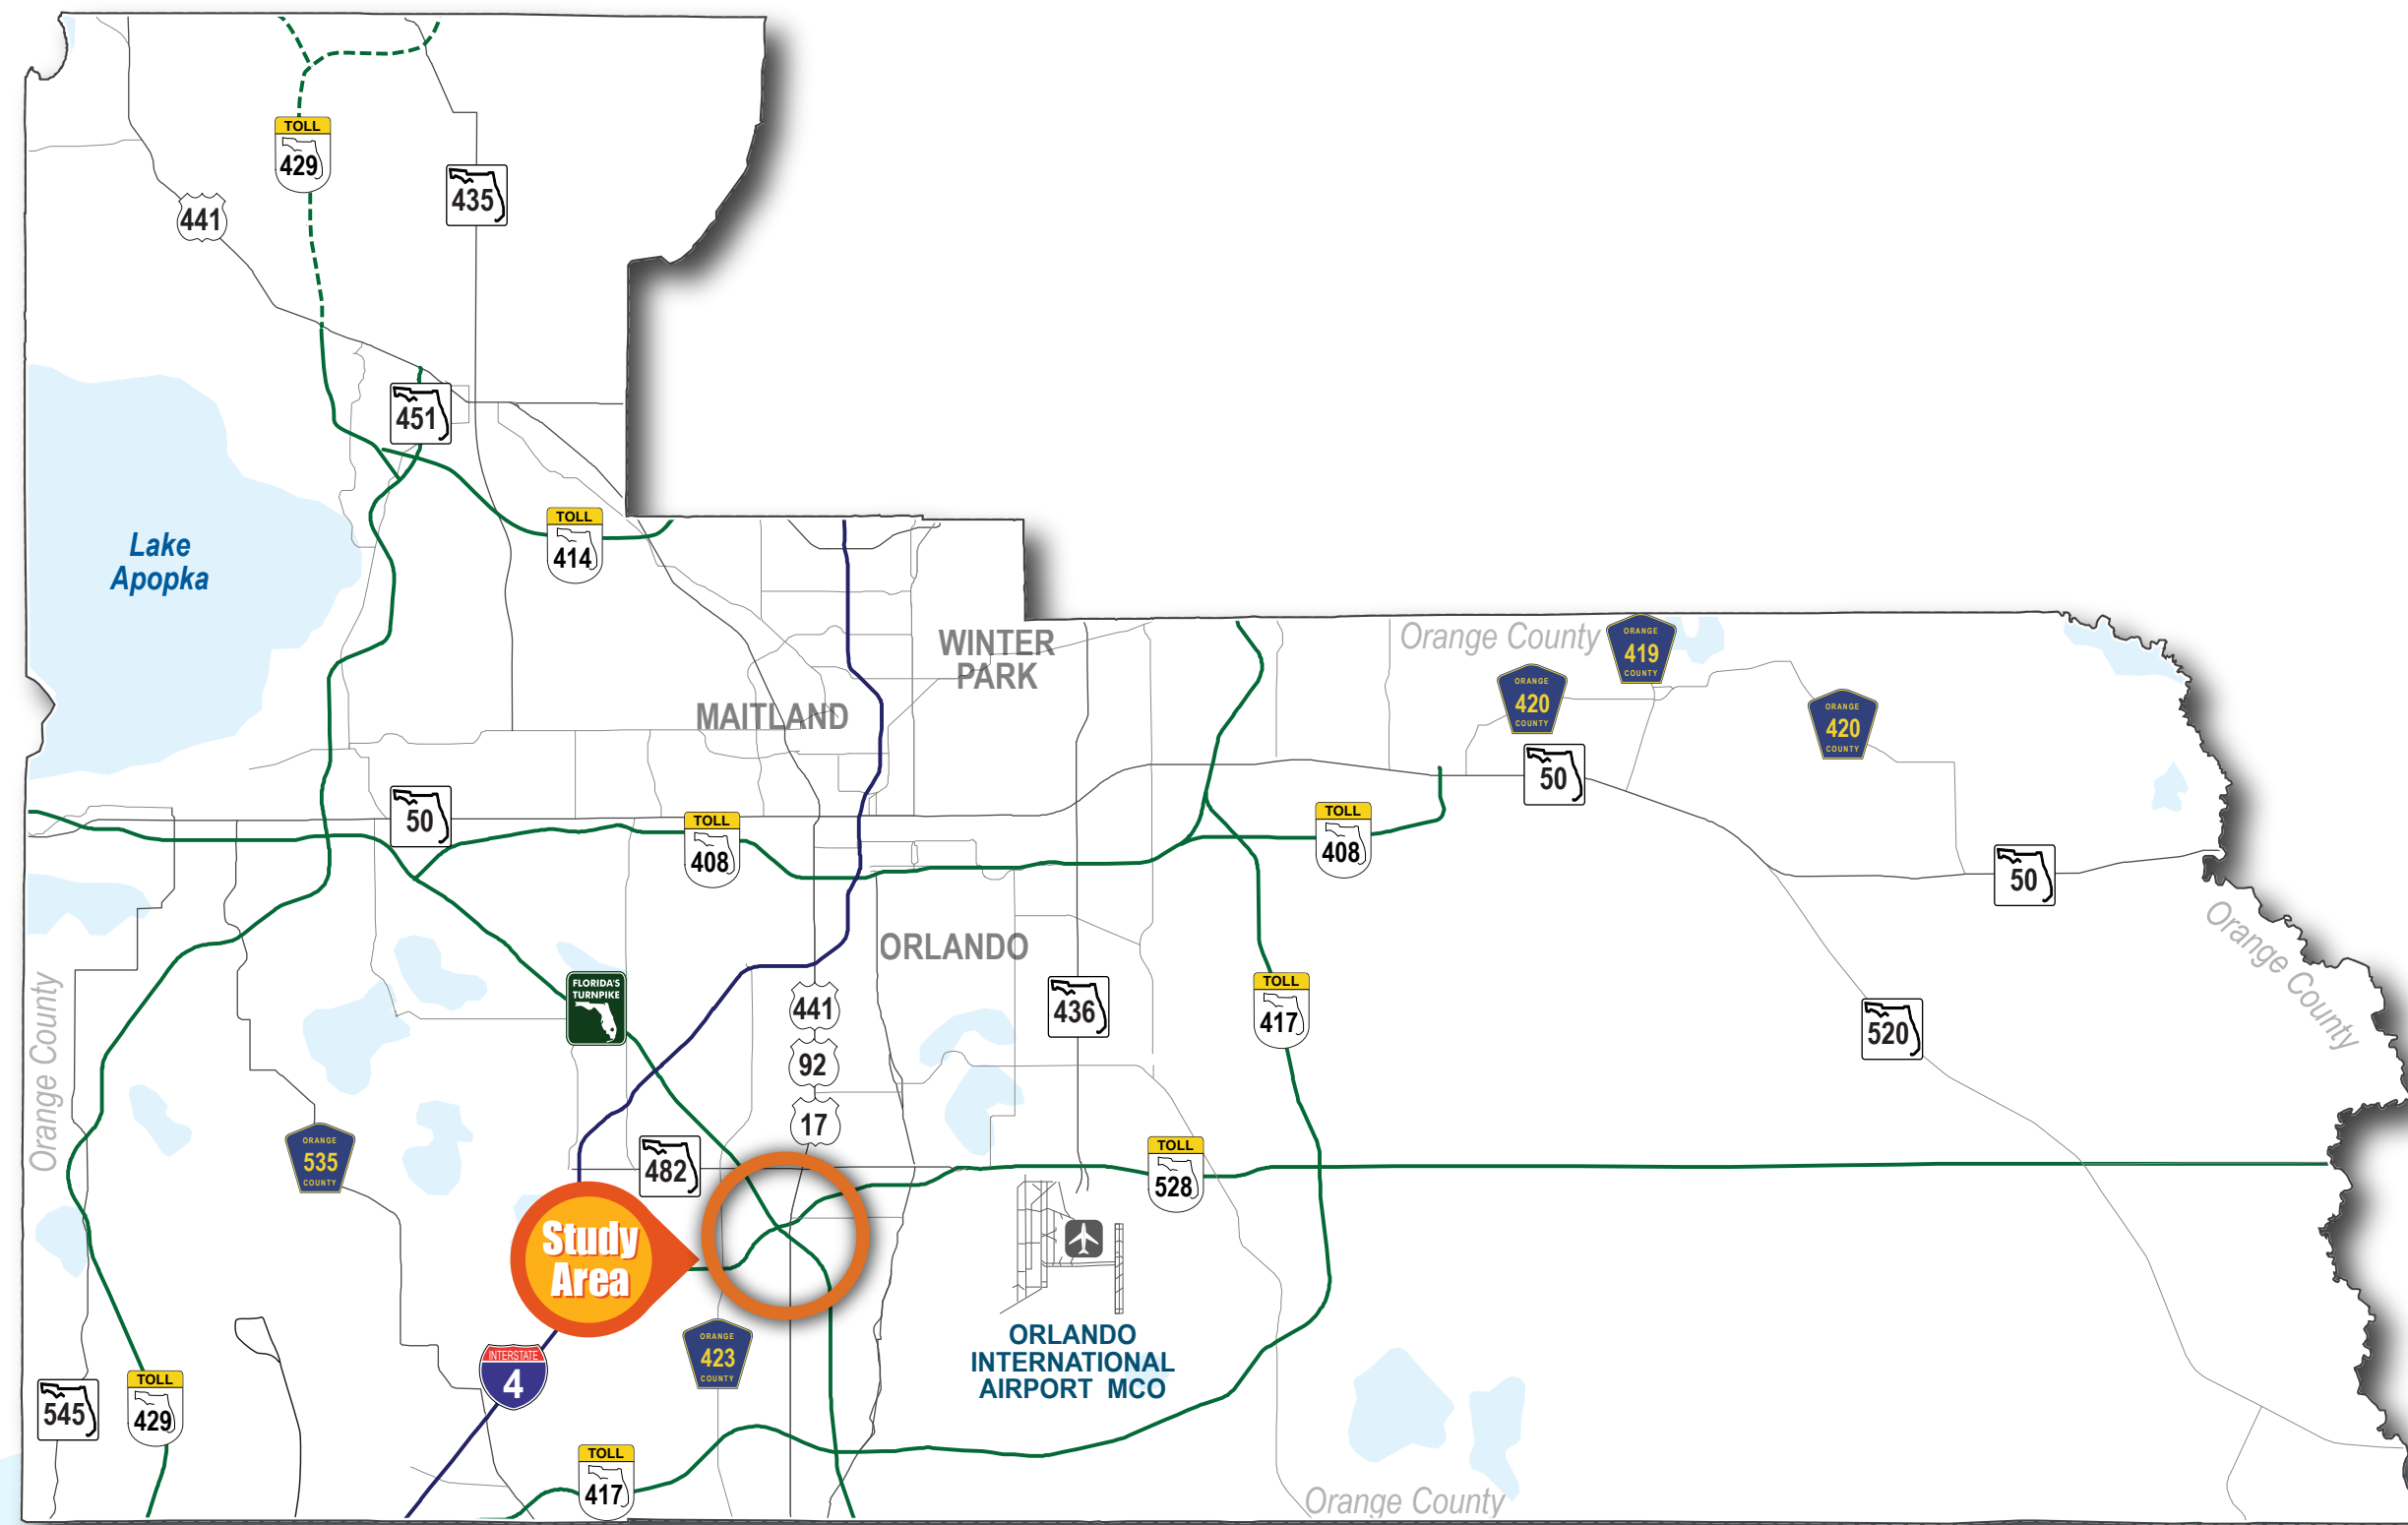 TOLL
429
435
441
451
TOLL
414
Lake
Apopka
WINTER
PARK
MAITLAND
Orange County
ORANGE
419
COUNTY
ORANGE
420
COUNTY
ORANGE
420
COUNTY
50
50
TOLL
408
TOLL
408
50
ORLANDO
Orange County
Orange County
FLORIDA'S
TURNPIKE
441
92
17
436
TOLL
417
520
ORANGE
535
COUNTY
482
TOLL
528
Study
Area
ORLANDO
INTERNATIONAL
AIRPORT MCO
ORANGE
423
COUNTY
INTERSTATE
4
545
TOLL
429
TOLL
417
Orange County